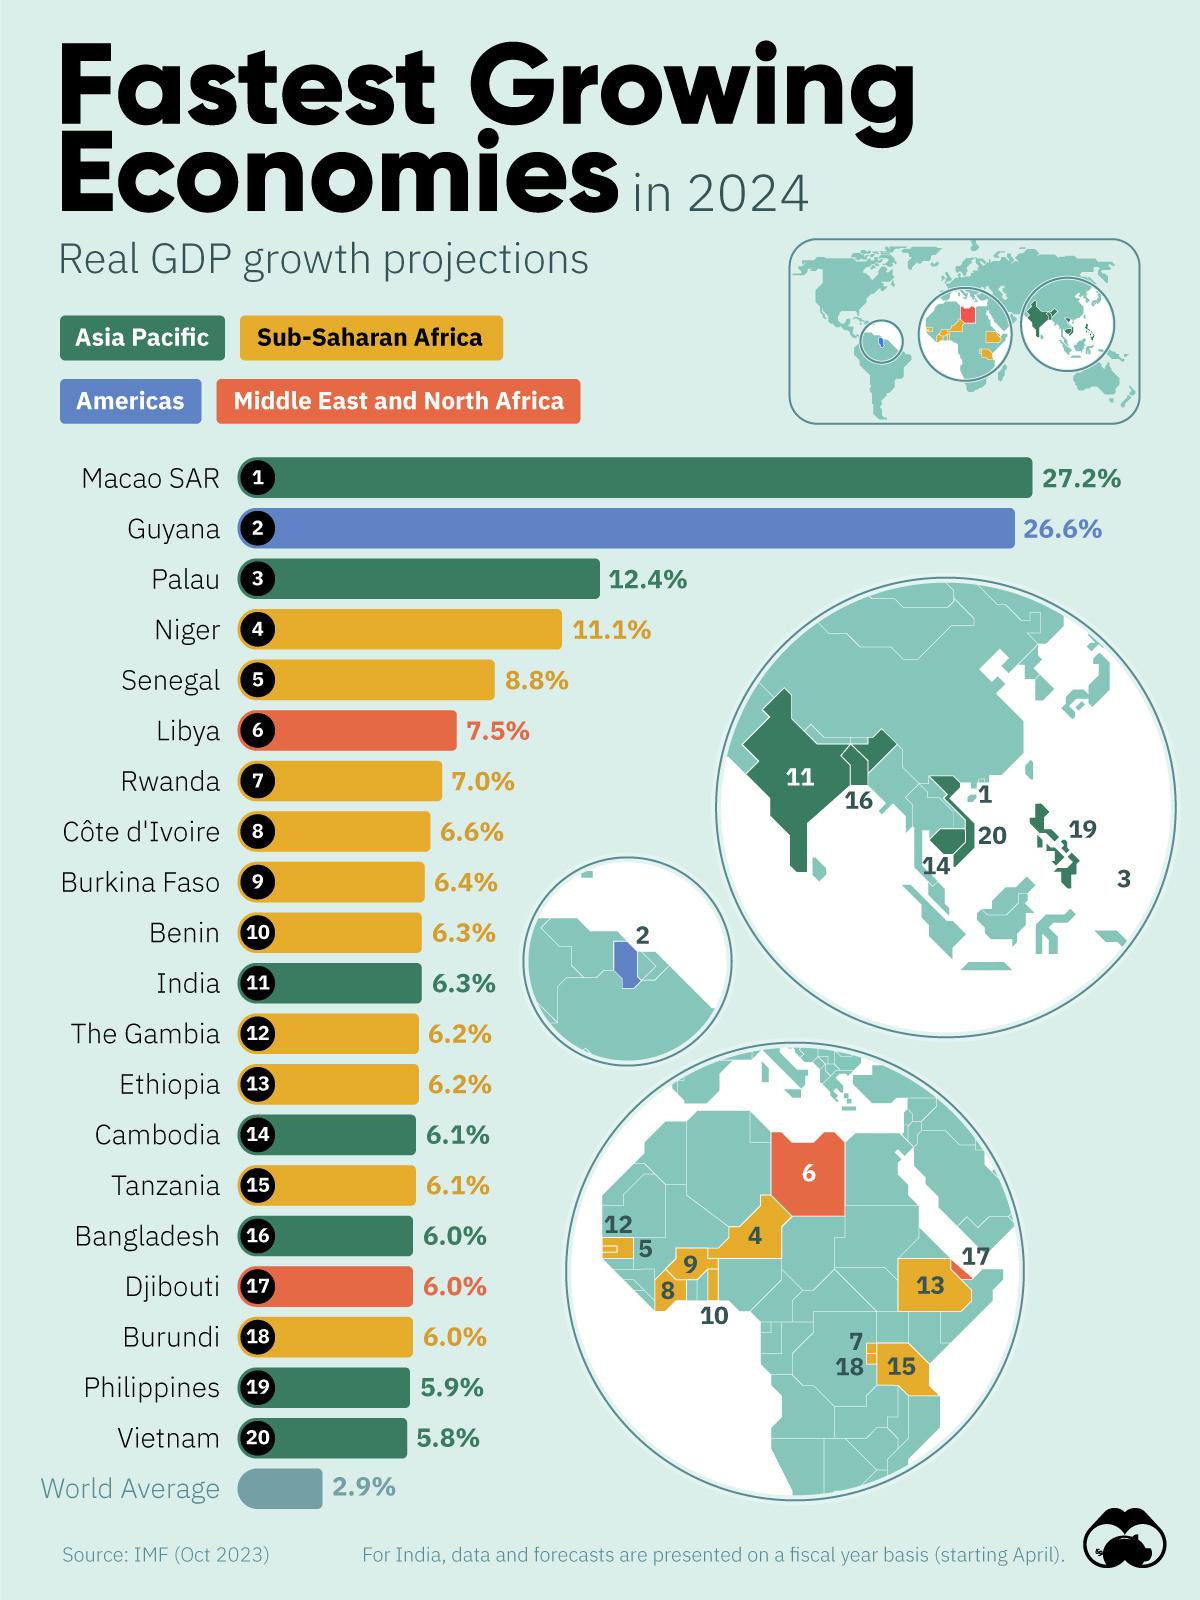 Fastest Growing
Economies in 2024
Real GDP growth projections
Asia Pacific
Sub-Saharan Africa
Americas
Middle East and North Africa
Macao SAR 1 27.2%
Guyana 2 26.6%
Palau 3 12.4%
Niger 4 11.1%
Senegal 5 8.8%
Libya 6 7.5%
Rwanda 7 7.0%
Côte d'Ivoire 8 6.6%
Burkina Faso 9 6.4%
Benin 10 6.3%
India 11 6.3%
The Gambia 12 6.2%
Ethiopia 13 6.2%
Cambodia 14 6.1%
Tanzania 15 6.1%
Bangladesh 16 6.0%
Djibouti 17 6.0%
Burundi 18 6.0%
Philippines 19 5.9%
Vietnam 20 5.8%
World Average 2.9%
11
16
1
20
14
19
3
2
6
12
5
4
9
8
10
17
13
7
18
15
Source: IMF (Oct 2023)
For India, data and forecasts are presented on a fiscal year basis (starting April).
$